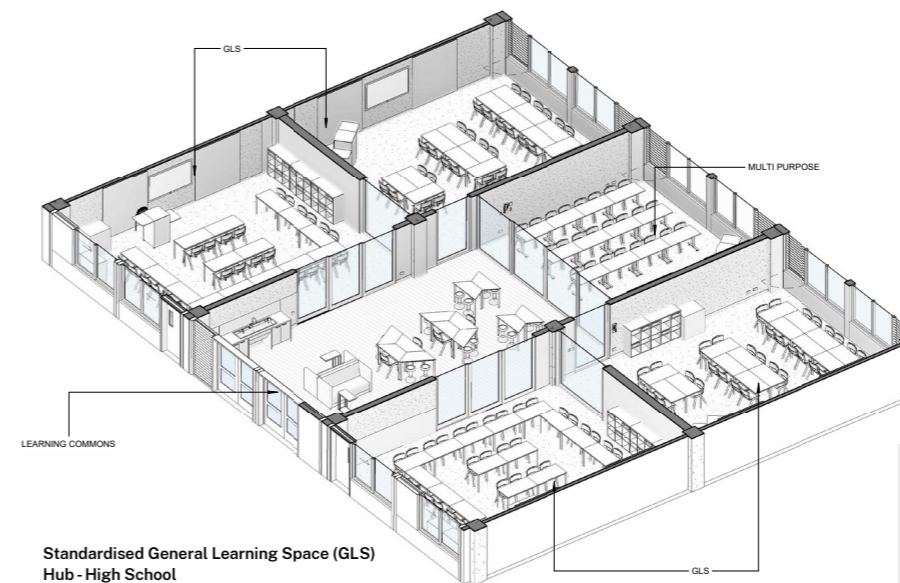 GLS
MULTI PURPOSE
LEARNING COMMONS
GLS
Standardised General Learning Space (GLS)
Hub - High School